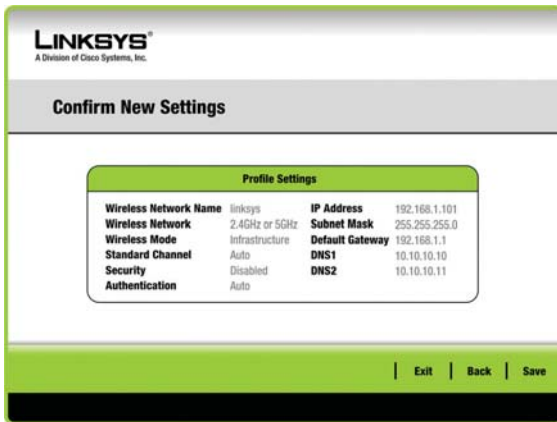 LINKSYS®
A Division of Cisco Systems, Inc.
Confirm New Settings
Profile Settings
Wireless Network Name linksys IP Address 192.168.1.101
Wireless Network 2.4GHz or 5GHz Subnet Mask 255.255.255.0
Wireless Mode Infrastructure Default Gateway 192.168.1.1
Standard Channel Auto DNS1 10.10.10.10
Security Disabled DNS2 10.10.10.11
Authentication Auto
Exit Back Save